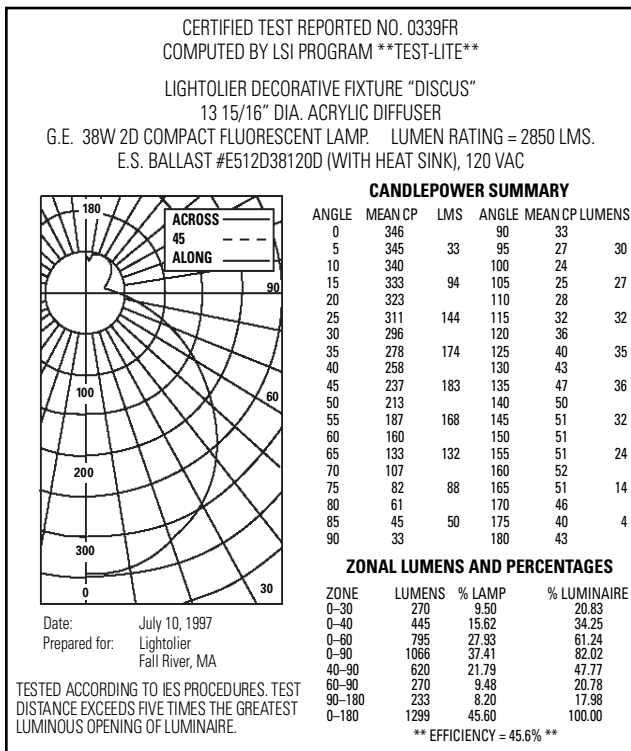 CERTIFIED TEST REPORTED NO. 0339FR
COMPUTED BY LSI PROGRAM **TEST-LITE**
LIGHTOLIER DECORATIVE FIXTURE “DISCUS”
13 15/16” DIA. ACRYLIC DIFFUSER
G.E. 38W 2D COMPACT FLUORESCENT LAMP. LUMEN RATING = 2850 LMS.
E.S. BALLAST #E512D38120D (WITH HEAT SINK), 120 VAC
180
ACROSS
45
ALONG
90
100
60
200
300
0
30
Date: July 10, 1997
Prepared for: Lightolier
Fall River, MA
TESTED ACCORDING TO IES PROCEDURES. TEST
DISTANCE EXCEEDS FIVE TIMES THE GREATEST
LUMINOUS OPENING OF LUMINAIRE.
CANDLEPOWER SUMMARY
ANGLE MEAN CP LMS ANGLE MEAN CP LUMENS
0 346 90 33
5 345 33 95 27 30
10 340 100 24
15 333 94 105 25 27
20 323 110 28
25 311 144 115 32 32
30 296 120 36
35 278 174 125 40 35
40 258 130 43
45 237 183 135 47 36
50 213 140 50
55 187 168 145 51 32
60 160 150 51
65 133 132 155 51 24
70 107 160 52
75 82 88 165 51 14
80 61 170 46
85 45 50 175 40 4
90 33 180 43
ZONAL LUMENS AND PERCENTAGES
ZONE LUMENS % LAMP % LUMINAIRE
0–30 270 9.50 20.83
0–40 445 15.62 34.25
0–60 795 27.93 61.24
0–90 1066 37.41 82.02
40–90 620 21.79 47.77
60–90 270 9.48 20.78
90–180 233 8.20 17.98
0–180 1299 45.60 100.00
** EFFICIENCY = 45.6% **